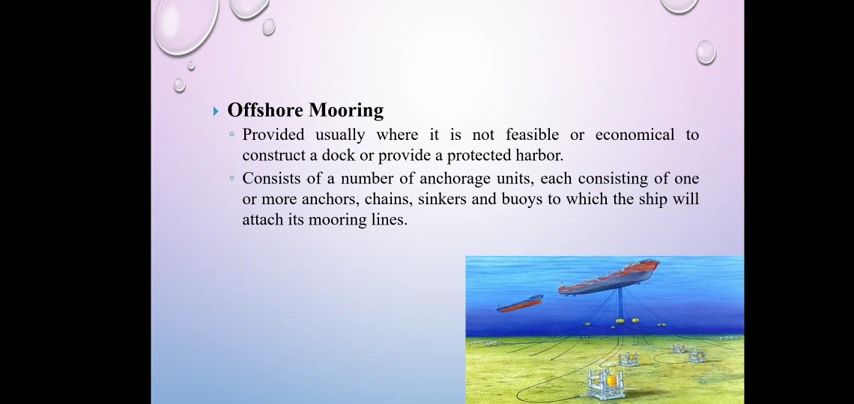 Offshore Mooring
Provided usually where it is not feasible or economical to
construct a dock or provide a protected harbor.
Consists of a number of anchorage units, each consisting of one
or more anchors, chains, sinkers and buoys to which the ship will
attach its mooring lines.